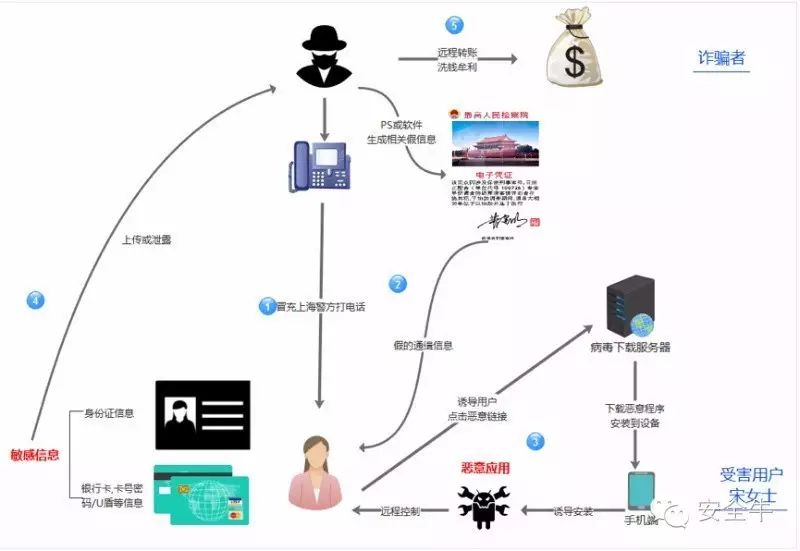 5
远程转账
洗钱牟利
诈骗者
PS或软件
生成相关假信息
最高人民检察院
电子凭证
上传或泄露
4
1
冒充上海警方打电话
2
假的通缉信息
病毒下载服务器
诱导用户
点击恶意链接
下载恶意程序
安装到设备
身份证信息
敏感信息
银行卡,卡号密
码/U盾等信息
3
恶意应用
远程控制
诱导安装
手机端
受害用户
宋女士
安全牛